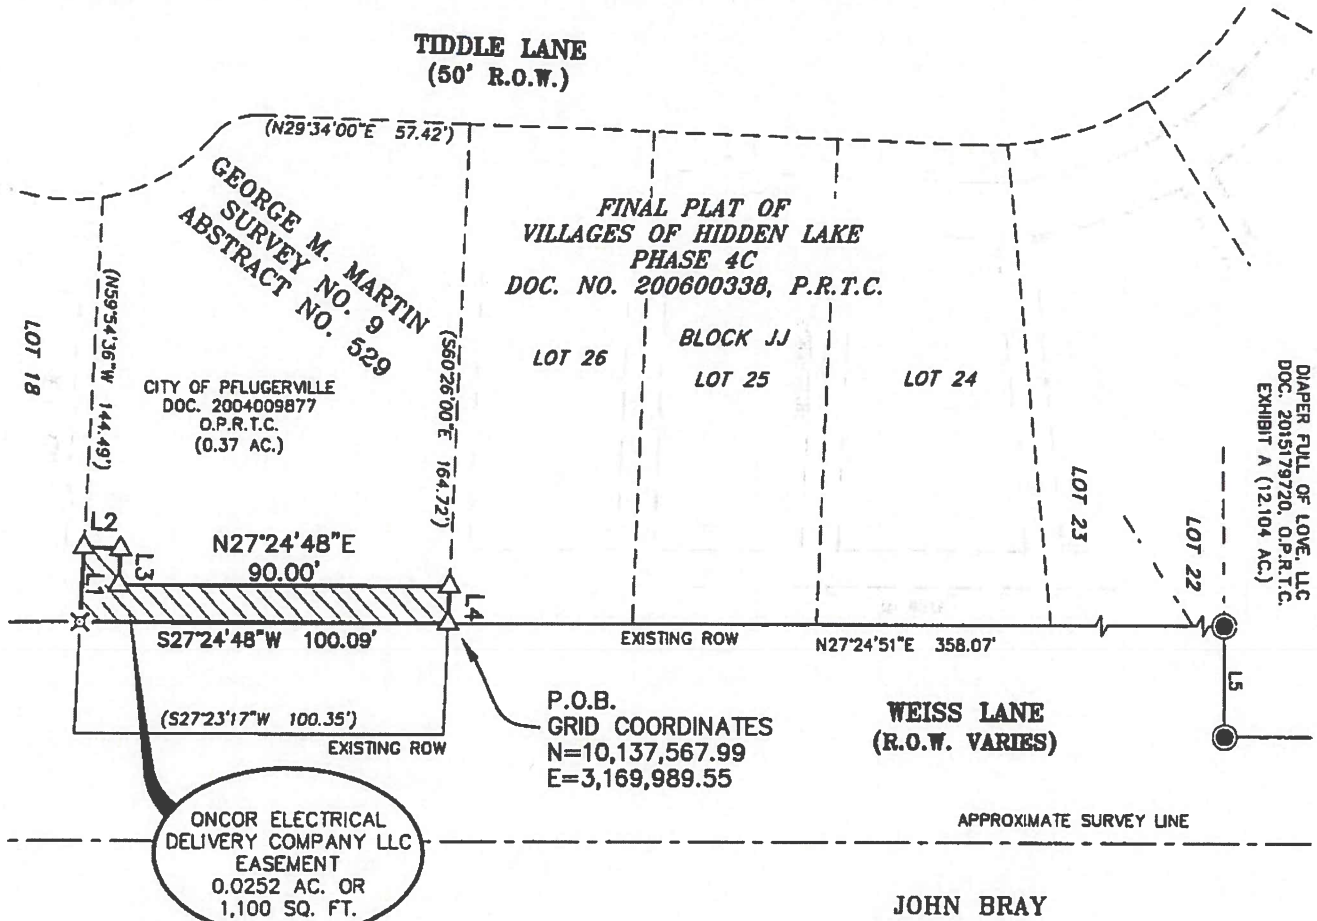 TIDDLE LANE
(50' R.O.W.)
(N29°34'00"E 57.42')
GEORGE M. MARTIN
SURVEY NO. 9
ABSTRACT NO. 529
FINAL PLAT OF
VILLAGES OF HIDDEN LAKE
PHASE 4C
DOC. NO. 200600338, P.R.T.C.
BLOCK JJ
LOT 18
(N59°54'36"W 144.49')
CITY OF PFLUGERVILLE
DOC. 2004009877
O.P.R.T.C.
(0.37 AC.)
(S60°26'00"E 164.72')
LOT 26
LOT 25
LOT 24
LOT 23
LOT 22
DIAPER FULL OF LOVE, LLC
DOC. 2015179720, O.P.R.T.C.
EXHIBIT A (12.104 AC.)
L2
L1
L3
N27°24'48"E
90.00'
L4
S27°24'48"W 100.09'
EXISTING ROW
N27°24'51"E 358.07'
L5
(S27°23'17"W 100.35')
EXISTING ROW
P.O.B.
GRID COORDINATES
N=10,137,567.99
E=3,169,989.55
WEISS LANE
(R.O.W. VARIES)
APPROXIMATE SURVEY LINE
ONCOR ELECTRICAL
DELIVERY COMPANY LLC
EASEMENT
0.0252 AC. OR
1,100 SQ. FT.
JOHN BRAY